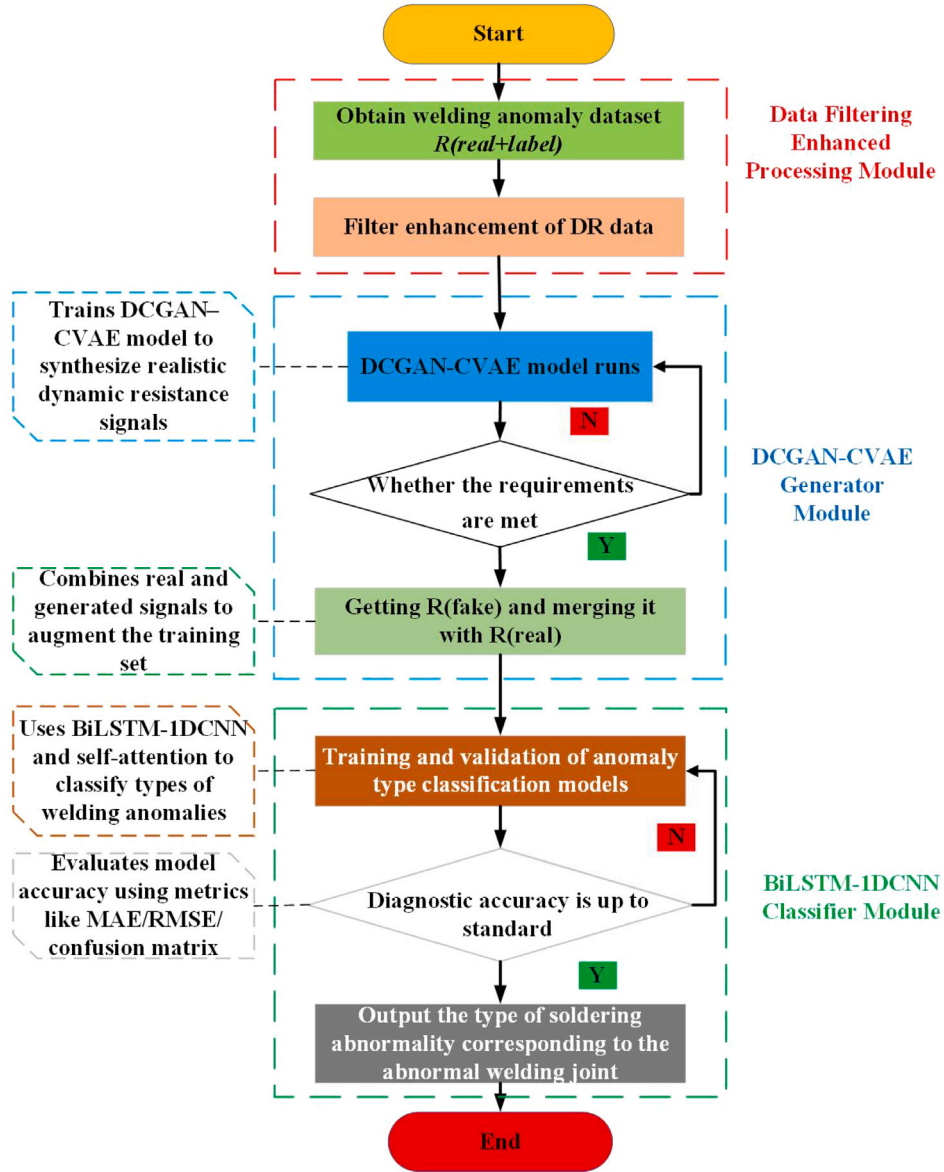 Start
Obtain welding anomaly dataset
R(real+label)
Data Filtering
Enhanced
Processing Module
Filter enhancement of DR data
Trains DCGAN–
CVAE model to
synthesize realistic
dynamic resistance
signals
DCGAN-CVAE model runs
N
Whether the requirements
are met
DCGAN-CVAE
Generator
Module
Y
Combines real and
generated signals to
augment the training
set
Getting R(fake) and merging it
with R(real)
Uses BiLSTM-1DCNN
and self-attention to
classify types of
welding anomalies
Training and validation of anomaly
type classification models
N
Evaluates model
accuracy using metrics
like MAE/RMSE/
confusion matrix
Diagnostic accuracy is up to
standard
BiLSTM-1DCNN
Classifier Module
Y
Output the type of soldering
abnormality corresponding to the
abnormal welding joint
End